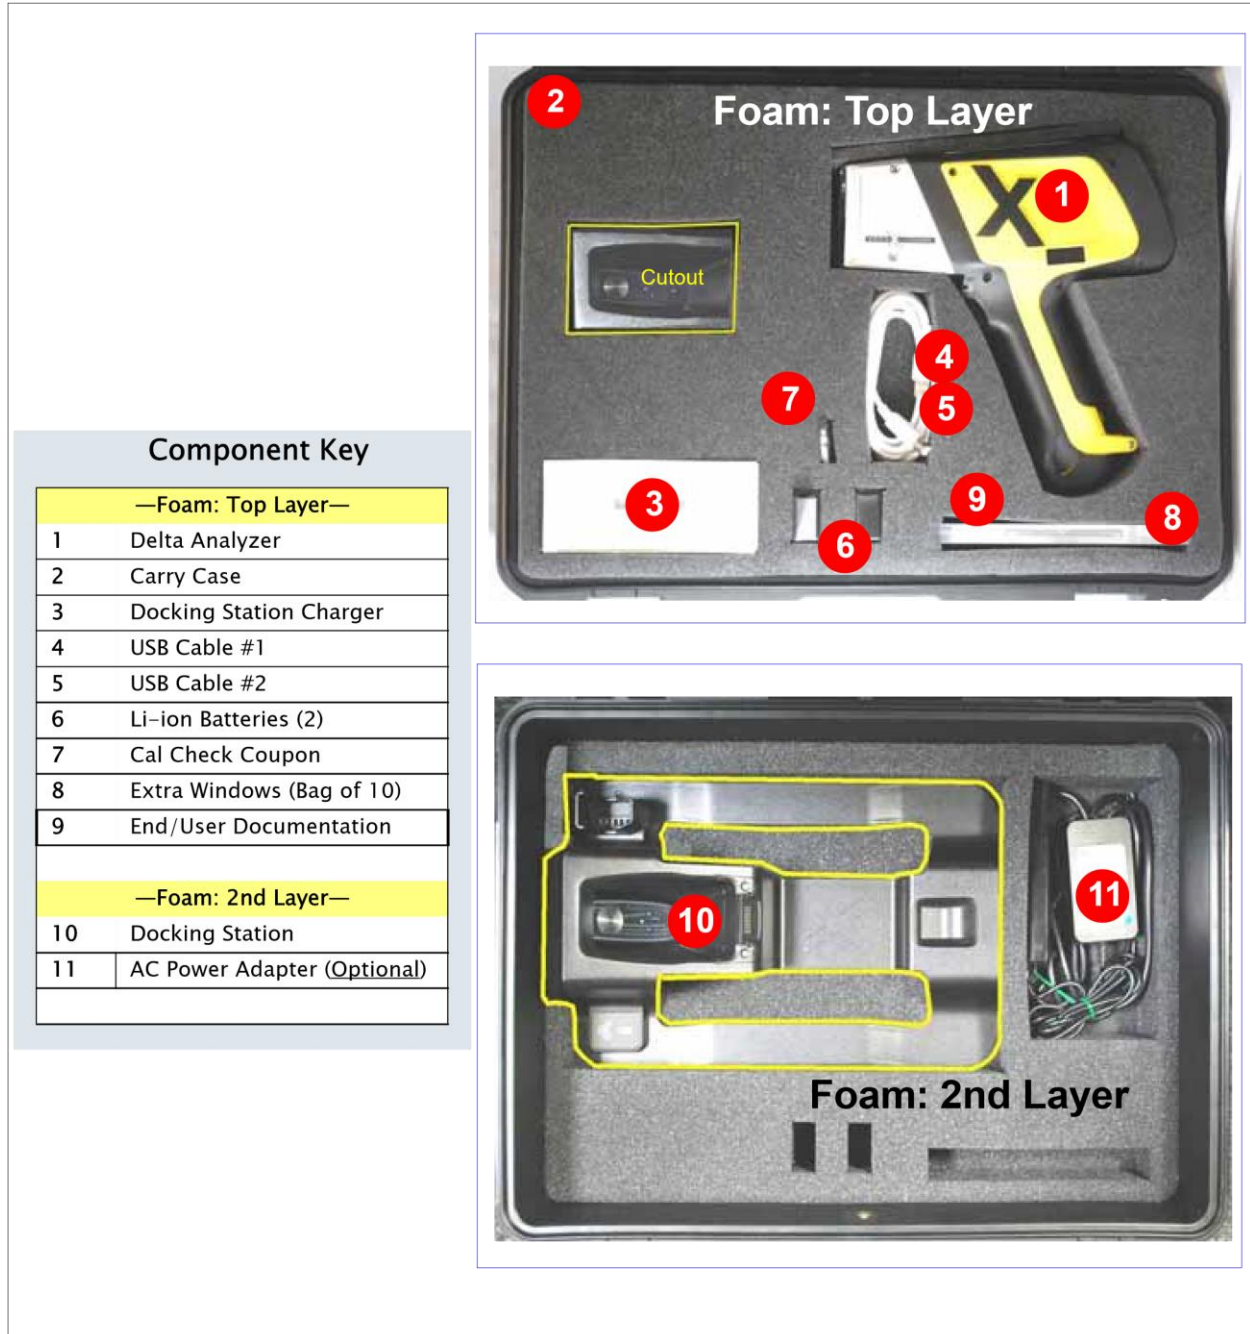 Component Key
—Foam: Top Layer—
1 Delta Analyzer
2 Carry Case
3 Docking Station Charger
4 USB Cable #1
5 USB Cable #2
6 Li-ion Batteries (2)
7 Cal Check Coupon
8 Extra Windows (Bag of 10)
9 End/User Documentation
—Foam: 2nd Layer—
10 Docking Station
11 AC Power Adapter (Optional)
2
Foam: Top Layer
X
1
Cutout
4
7
5
3
9
8
6
10
11
Foam: 2nd Layer